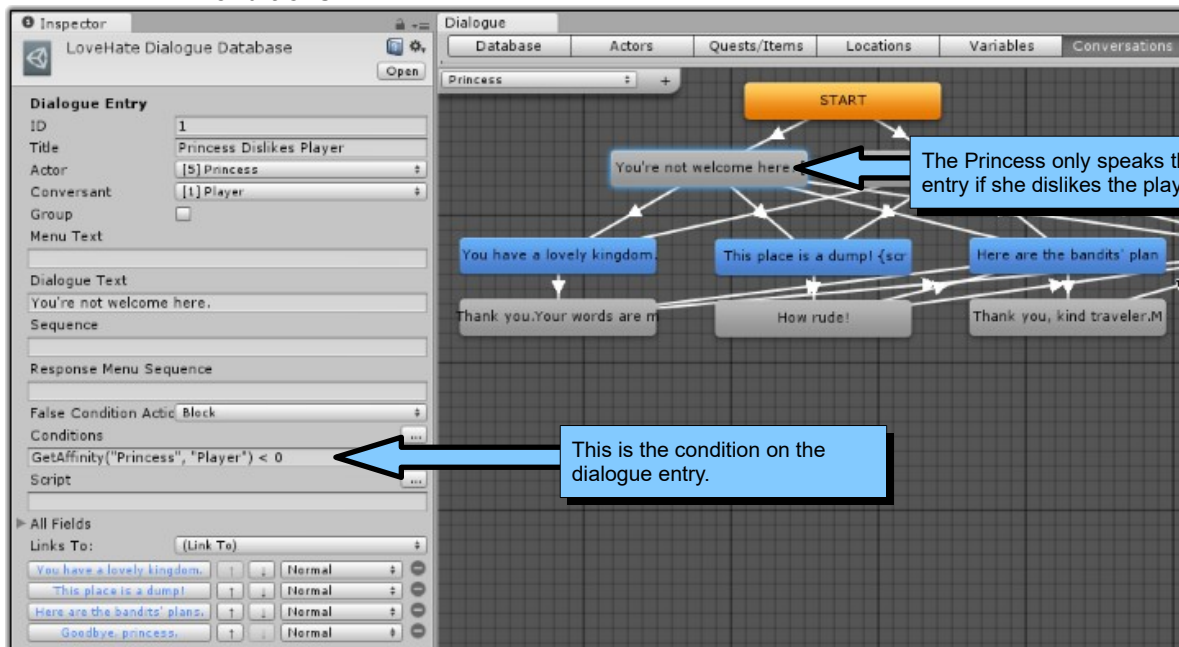 Inspector
LoveHate Dialogue Database
Open
Dialogue Entry
ID 1
Title Princess Dislikes Player
Actor [5] Princess
Conversant [1] Player
Group
Menu Text
Dialogue Text
You're not welcome here.
Sequence
Response Menu Sequence
False Condition Actic Block
Conditions ...
GetAffinity("Princess", "Player") < 0
Script ...
All Fields
Links To: (Link To)
You have a lovely kingdom. ↑ ↓ Normal
This place is a dump! ↑ ↓ Normal
Here are the bandits' plans. ↑ ↓ Normal
Goodbye, princess. ↑ ↓ Normal
Dialogue
Database Actors Quests/Items Locations Variables Conversations
Princess +
START
You're not welcome here
The Princess only speaks th
entry if she dislikes the play
You have a lovely kingdom.
This place is a dump! {scr
Here are the bandits' plan
Thank you.Your words are m
How rude!
Thank you, kind traveler.M
This is the condition on the
dialogue entry.